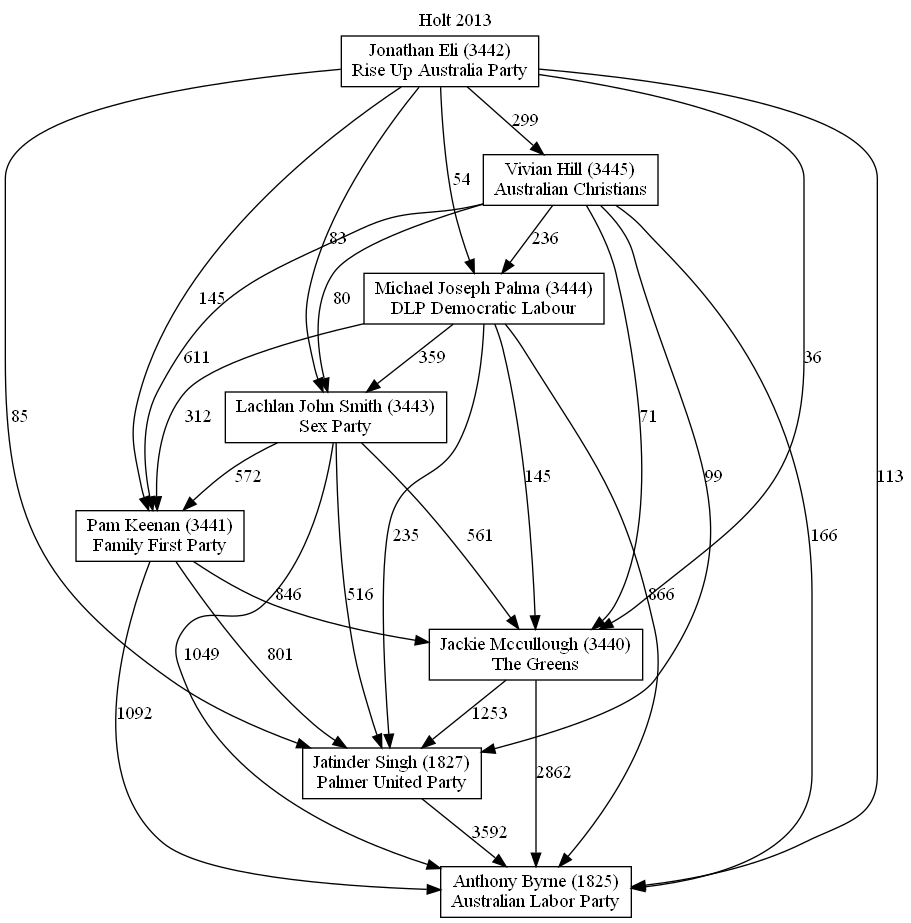 Holt 2013
Jonathan Eli (3442)
Rise Up Australia Party
299
Vivian Hill (3445)
Australian Christians
54
83
236
Michael Joseph Palma (3444)
DLP Democratic Labour
145
80
611
359
36
Lachlan John Smith (3443)
Sex Party
85
312
71
572
145
99
113
Pam Keenan (3441)
Family First Party
235
561
166
846
516
866
Jackie Mccullough (3440)
The Greens
1049
801
1092
1253
Jatinder Singh (1827)
Palmer United Party
2862
3592
Anthony Byrne (1825)
Australian Labor Party